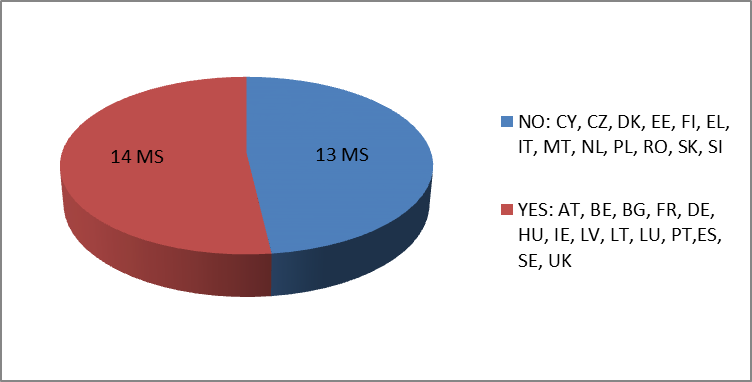 14 MS
13 MS
NO: CY, CZ, DK, EE, FI, EL,
IT, MT, NL, PL, RO, SK, SI
YES: AT, BE, BG, FR, DE,
HU, IE, LV, LT, LU, PT,ES,
SE, UK